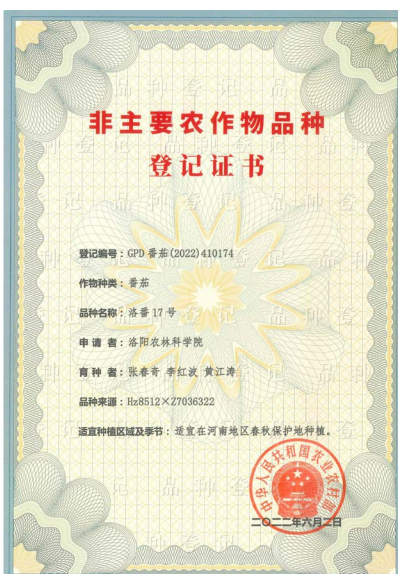 非主要农作物品种
登记证书
登记编号：GPD 番茄(2022)410174
作物种类：番茄
品种名称：洛番 17 号
申 请 者：洛阳农林科学院
育 种 者：张春奇 李红波 黄江涛
品种来源：Hz8512×Z7036322
适宜种植区域及季节：适宜在河南地区春秋保护地种植。
中华人民共和国农业农村部
二〇二二年六月二日